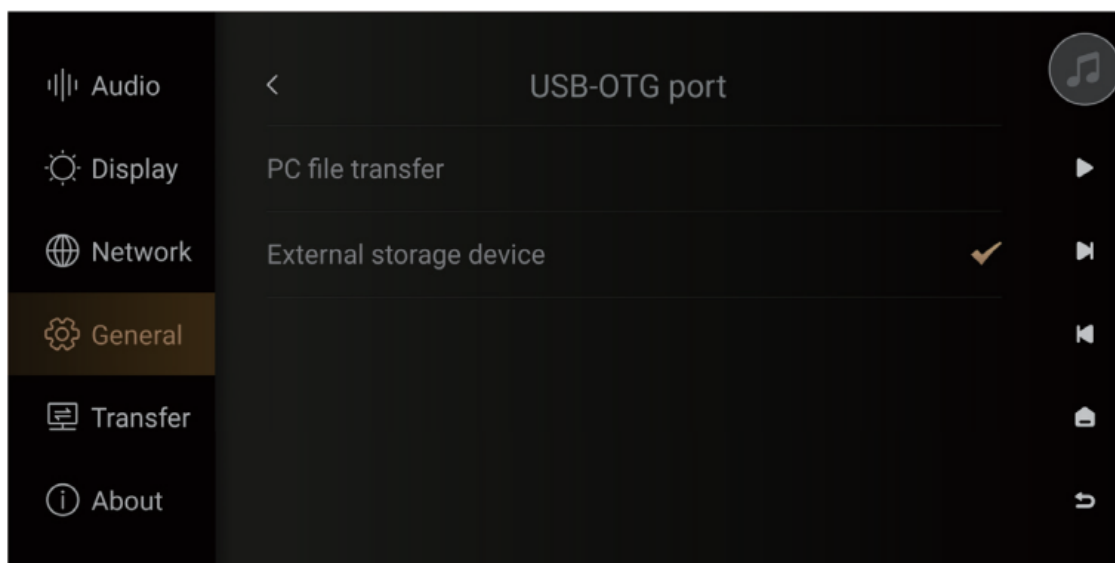 Audio
Display
Network
General
Transfer
About
USB-OTG port
PC file transfer
External storage device